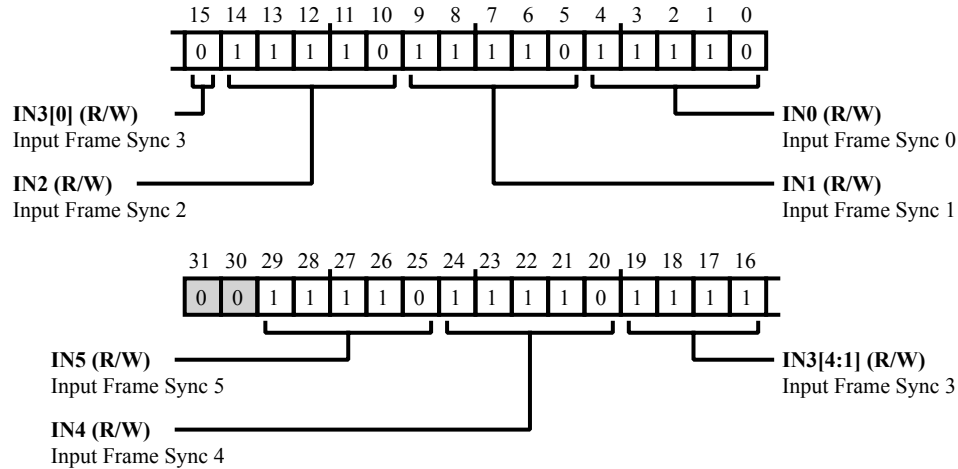 15 14 13 12 11 10 9 8 7 6 5 4 3 2 1 0
0 1 1 1 1 0 1 1 1 1 0 1 1 1 1 0
IN3[0] (R/W)
Input Frame Sync 3
IN0 (R/W)
Input Frame Sync 0
IN2 (R/W)
Input Frame Sync 2
IN1 (R/W)
Input Frame Sync 1
31 30 29 28 27 26 25 24 23 22 21 20 19 18 17 16
0 0 1 1 1 1 0 1 1 1 1 0 1 1 1 1
IN5 (R/W)
Input Frame Sync 5
IN3[4:1] (R/W)
Input Frame Sync 3
IN4 (R/W)
Input Frame Sync 4